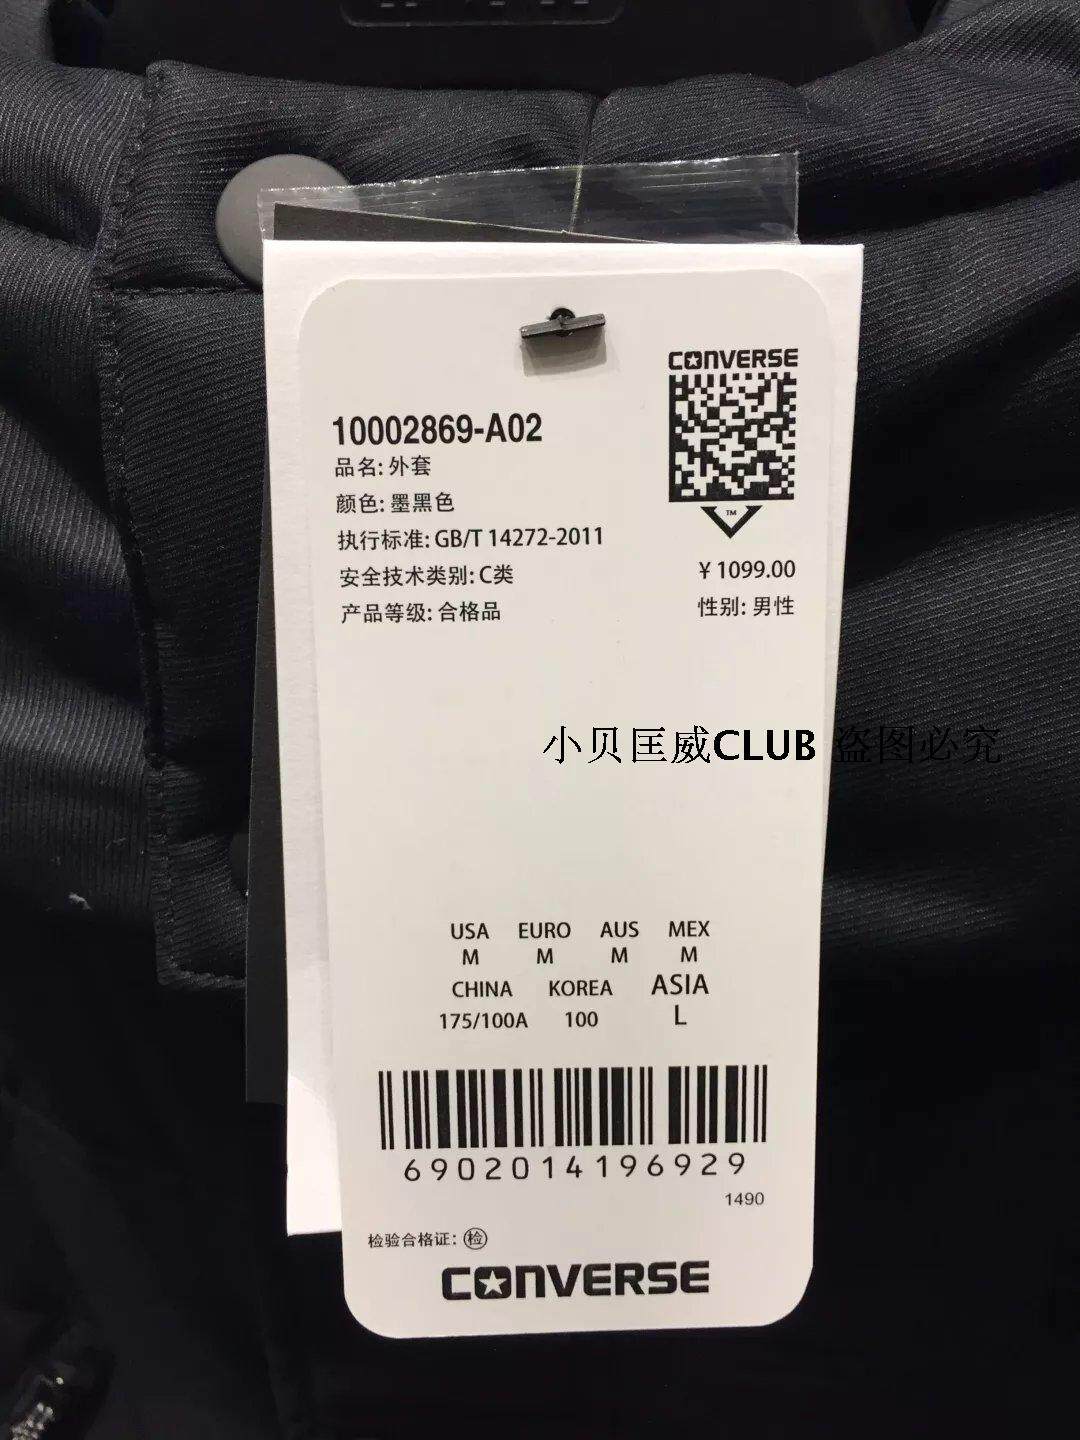 CONVERSE
10002869-A02
品名: 外套
颜色: 墨黑色
执行标准: GB/T 14272-2011
安全技术类别: C类
产品等级: 合格品
TM
¥ 1099.00
性别: 男性
小贝匡威CLUB 盗图必究
USA EURO AUS MEX
M M M M
CHINA KOREA ASIA
175/100A 100 L
6902014196929
1490
检验合格证: 检
CONVERSE